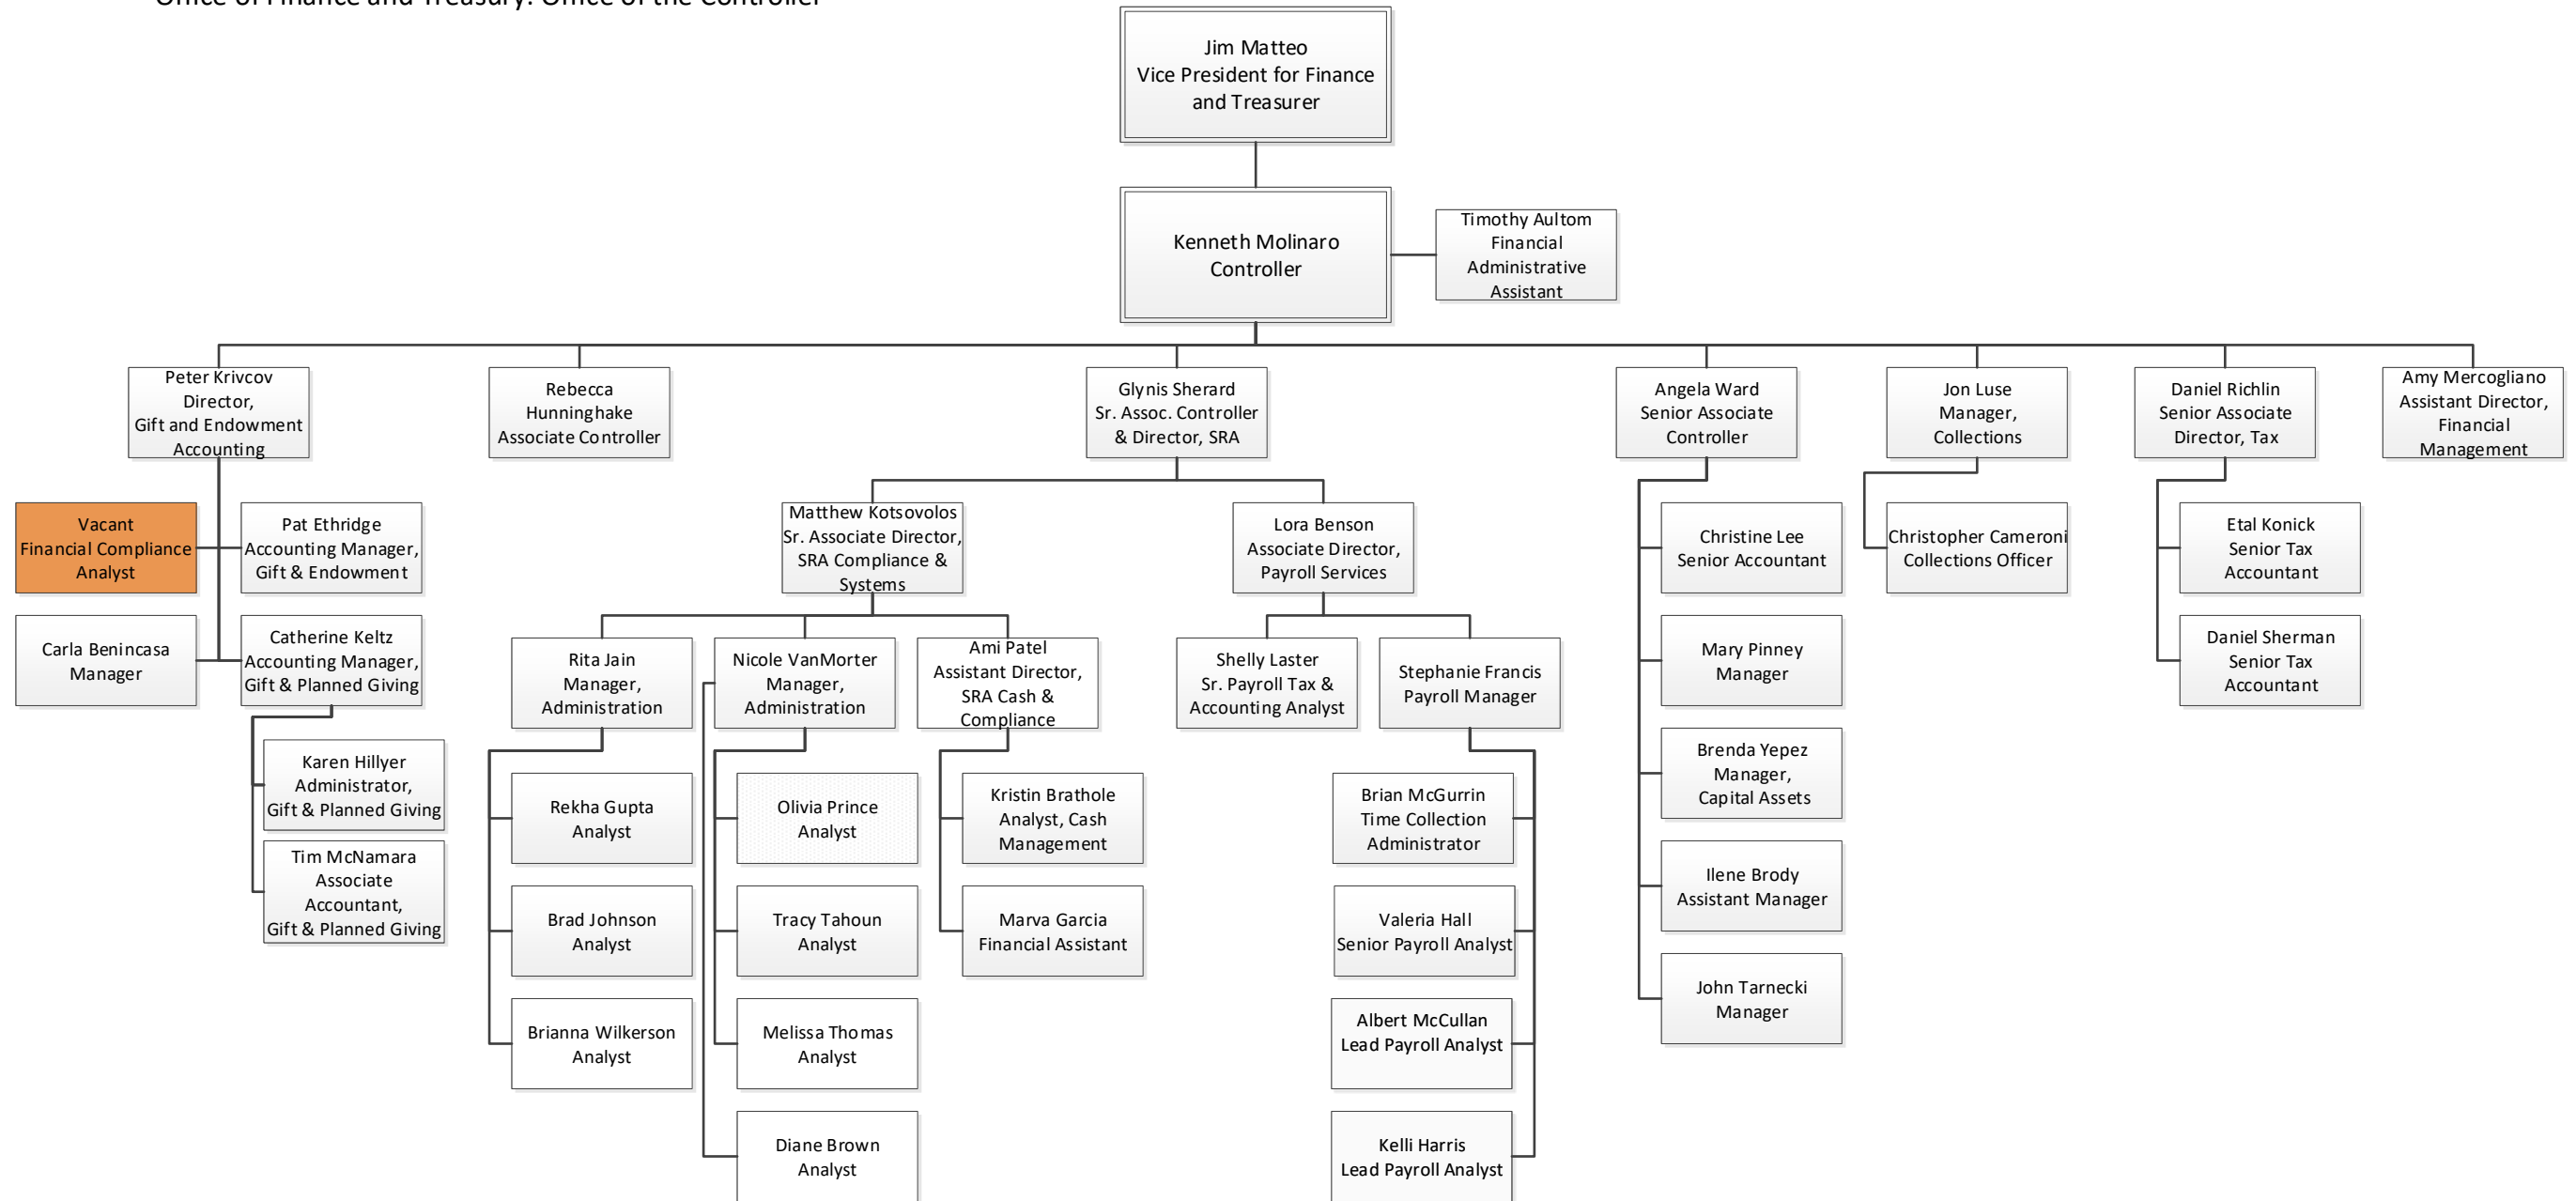 Office of Finance and Treasury: Office of the Controller
Jim Matteo
Vice President for Finance
and Treasurer
Kenneth Molinaro
Controller
Timothy Aultom
Financial
Administrative
Assistant
Peter Krivcov
Director,
Gift and Endowment
Accounting
Rebecca
Hunninghake
Associate Controller
Glynis Sherard
Sr. Assoc. Controller
& Director, SRA
Angela Ward
Senior Associate
Controller
Jon Luse
Manager,
Collections
Daniel Richlin
Senior Associate
Director, Tax
Amy Mercogliano
Assistant Director,
Financial
Management
Vacant
Financial Compliance
Analyst
Pat Ethridge
Accounting Manager,
Gift & Endowment
Matthew Kotsovolos
Sr. Associate Director,
SRA Compliance &
Systems
Lora Benson
Associate Director,
Payroll Services
Christine Lee
Senior Accountant
Christopher Cameroni
Collections Officer
Etal Konick
Senior Tax
Accountant
Carla Benincasa
Manager
Catherine Keltz
Accounting Manager,
Gift & Planned Giving
Rita Jain
Manager,
Administration
Nicole VanMorter
Manager,
Administration
Ami Patel
Assistant Director,
SRA Cash &
Compliance
Shelly Laster
Sr. Payroll Tax &
Accounting Analyst
Stephanie Francis
Payroll Manager
Mary Pinney
Manager
Daniel Sherman
Senior Tax
Accountant
Karen Hillyer
Administrator,
Gift & Planned Giving
Rekha Gupta
Analyst
Olivia Prince
Analyst
Kristin Brathole
Analyst, Cash
Management
Brian McGurrin
Time Collection
Administrator
Brenda Yepez
Manager,
Capital Assets
Tim McNamara
Associate
Accountant,
Gift & Planned Giving
Brad Johnson
Analyst
Tracy Tahoun
Analyst
Marva Garcia
Financial Assistant
Valeria Hall
Senior Payroll Analyst
Ilene Brody
Assistant Manager
Brianna Wilkerson
Analyst
Melissa Thomas
Analyst
Albert McCullan
Lead Payroll Analyst
John Tarnecki
Manager
Diane Brown
Analyst
Kelli Harris
Lead Payroll Analyst